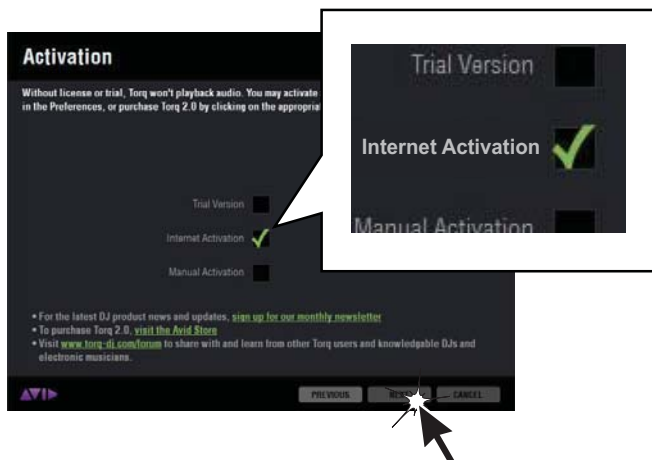 Activation
Without license or trial, Torq won't playback audio. You may activate
in the Preferences, or purchase Torq 2.0 by clicking on the
Trial Version
Internet Activation
Manual Activation
Trial Version
Internet Activation
Manual Activation
• For the latest DJ product news and updates, sign up for our monthly newsletter
• To purchase Torq 2.0, visit the Avid Store
• Visit www.torq-dj.com/forum to share with and learn from other Torq users and knowledgable DJs and
electronic musicians.
AVID
PREVIOUS
CANCEL